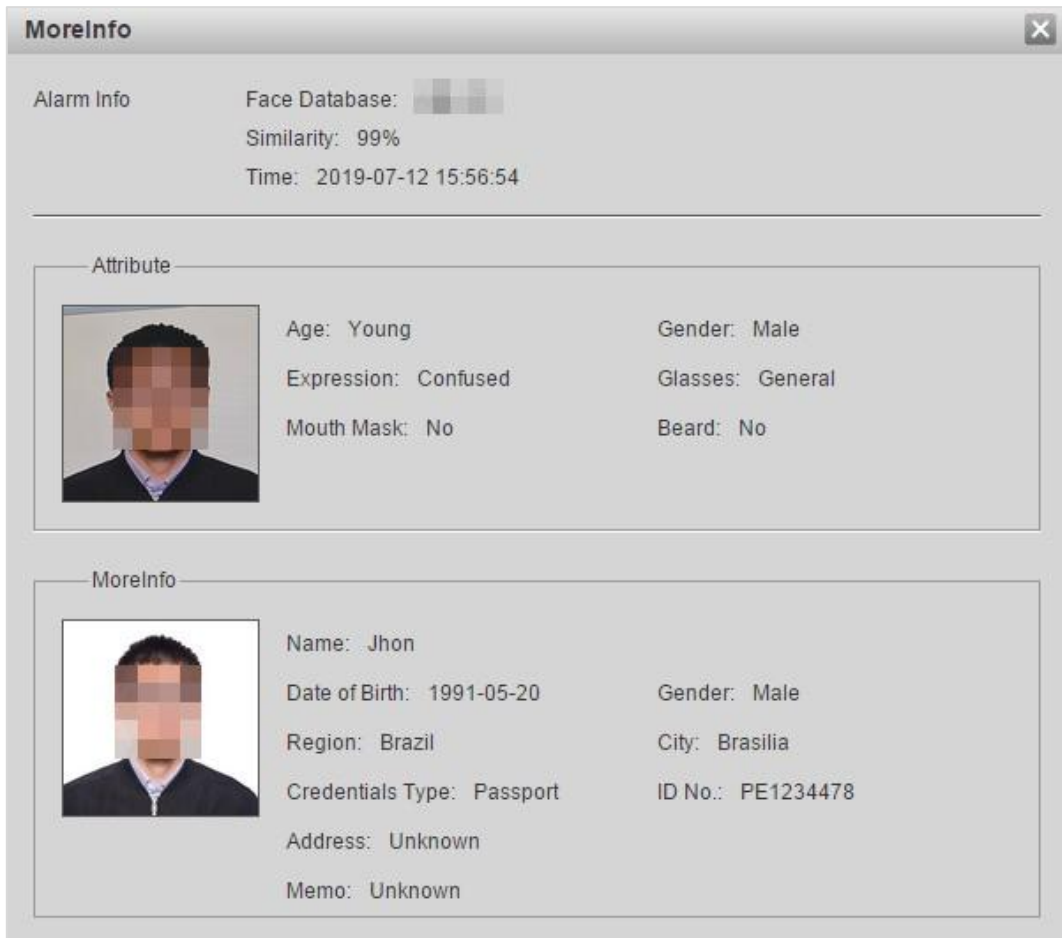 MoreInfo
Alarm Info
Face Database:
Similarity: 99%
Time: 2019-07-12 15:56:54
Attribute
Age: Young Gender: Male
Expression: Confused Glasses: General
Mouth Mask: No Beard: No
MoreInfo
Name: Jhon
Date of Birth: 1991-05-20 Gender: Male
Region: Brazil City: Brasilia
Credentials Type: Passport ID No.: PE1234478
Address: Unknown
Memo: Unknown